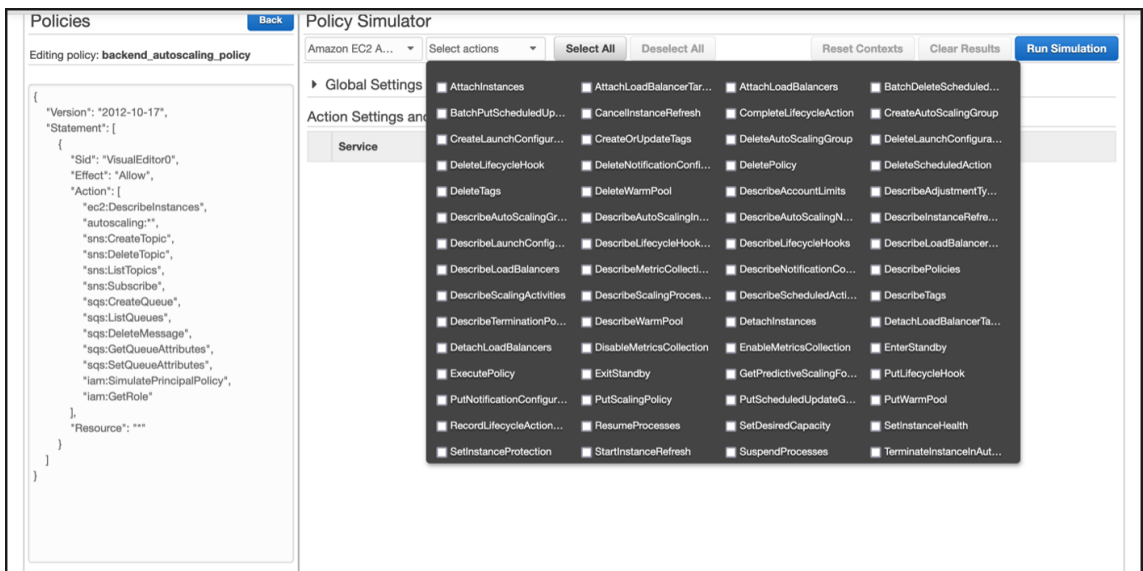 Policies
Back
Editing policy: backend_autoscaling_policy
{
"Version": "2012-10-17",
"Statement": [
{
"Sid": "VisualEditor0",
"Effect": "Allow",
"Action": [
"ec2:DescribeInstances",
"autoscaling:*",
"sns:CreateTopic",
"sns:DeleteTopic",
"sns:ListTopics",
"sns:Subscribe",
"sqs:CreateQueue",
"sqs:ListQueues",
"sqs:DeleteMessage",
"sqs:GetQueueAttributes",
"sqs:SetQueueAttributes",
"iam:SimulatePrincipalPolicy",
"iam:GetRole"
],
"Resource": "*"
}
]
}
Policy Simulator
Amazon EC2 A... Select actions Select All Deselect All Reset Contexts Clear Results Run Simulation
Global Settings
Action Settings and
Service
AttachInstances AttachLoadBalancerTar... AttachLoadBalancers BatchDeleteScheduled...
BatchPutScheduledUp... CancelInstanceRefresh CompleteLifecycleAction CreateAutoScalingGroup
CreateLaunchConfigur... CreateOrUpdateTags DeleteAutoScalingGroup DeleteLaunchConfigura...
DeleteLifecycleHook DeleteNotificationConfi... DeletePolicy DeleteScheduledAction
DeleteTags DeleteWarmPool DescribeAccountLimits DescribeAdjustmentTy...
DescribeAutoScalingGr... DescribeAutoScalingIn... DescribeAutoScalingN... DescribeInstanceRefre...
DescribeLaunchConfig... DescribeLifecycleHook... DescribeLifecycleHooks DescribeLoadBalancer...
DescribeLoadBalancers DescribeMetricCollecti... DescribeNotificationCo... DescribePolicies
DescribeScalingActivities DescribeScalingProces... DescribeScheduledActi... DescribeTags
DescribeTerminationPo... DescribeWarmPool DetachInstances DetachLoadBalancerTa...
DetachLoadBalancers DisableMetricsCollection EnableMetricsCollection EnterStandby
ExecutePolicy ExitStandby GetPredictiveScalingFo... PutLifecycleHook
PutNotificationConfigur... PutScalingPolicy PutScheduledUpdateG... PutWarmPool
RecordLifecycleAction... ResumeProcesses SetDesiredCapacity SetInstanceHealth
SetInstanceProtection StartInstanceRefresh SuspendProcesses TerminateInstanceInAut...